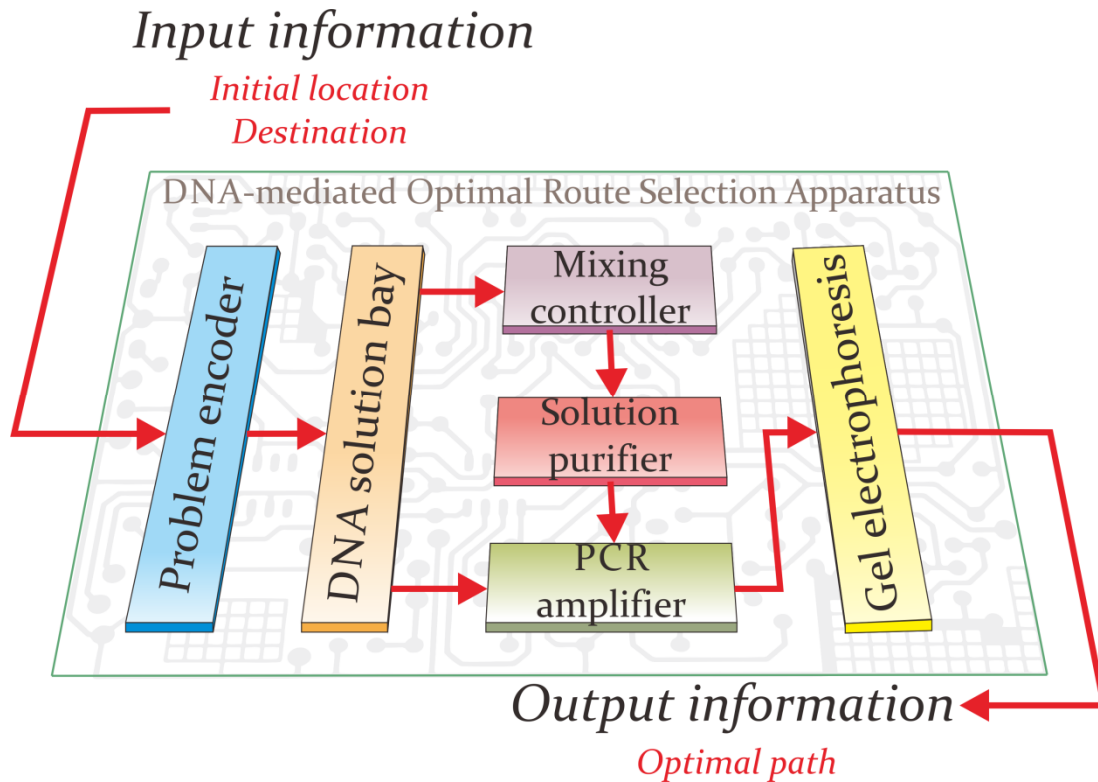 Input information
Initial location
Destination
DNA-mediated Optimal Route Selection Apparatus
Problem encoder
DNA solution bay
Mixing
controller
Solution
purifier
PCR
amplifier
Gel electrophoresis
Output information
Optimal path